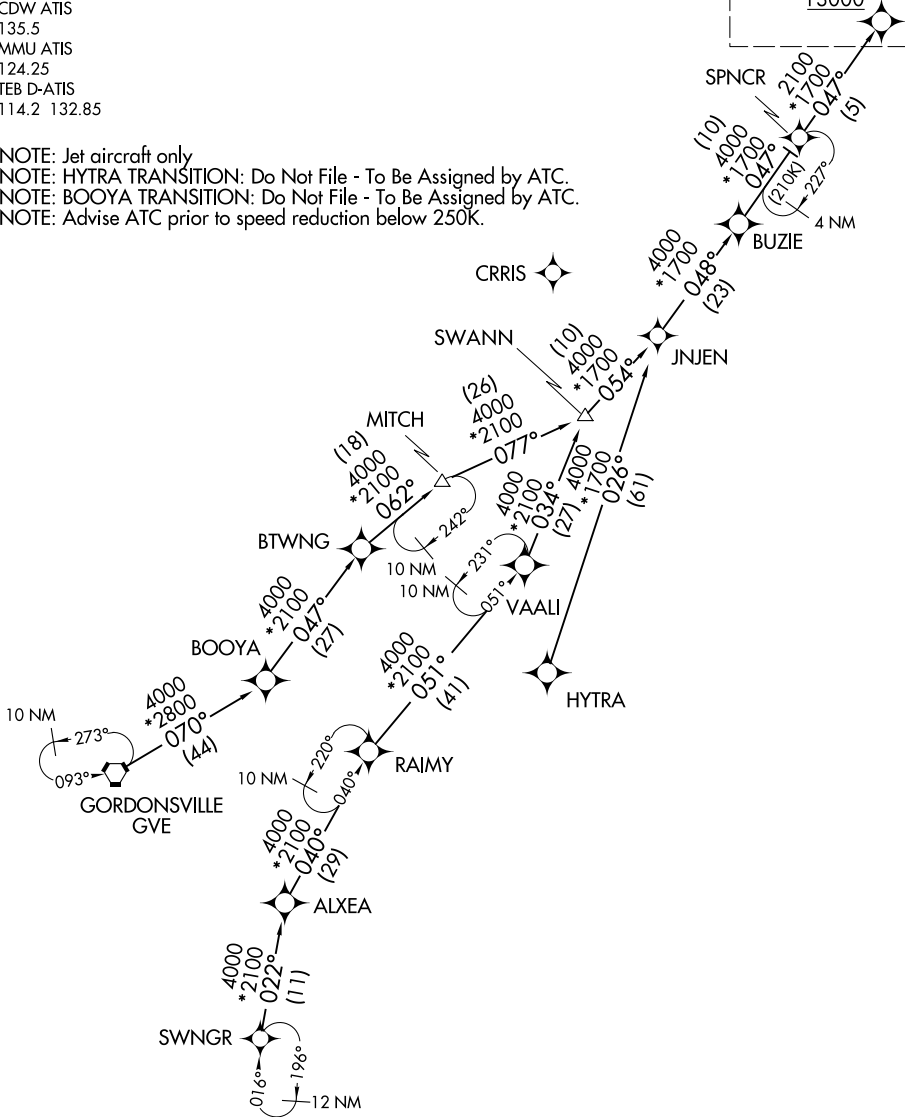 CDW ATIS
135.5
MMU ATIS
124.25
TEB D-ATIS
114.2 132.85
NOTE: Jet aircraft only
NOTE: HYTRA TRANSITION: Do Not File - To Be Assigned by ATC.
NOTE: BOOYA TRANSITION: Do Not File - To Be Assigned by ATC.
NOTE: Advise ATC prior to speed reduction below 250K.
SPNCR
2100
*1700
047°
(5)
(10)
4000
*1700
047°
(210K)
227°
4 NM
BUZIE
4000
*1700
048°
(23)
CRRIS
JNJEN
SWANN
(10)
4000
*1700
054°
MITCH
(26)
4000
*2100
077°
(18)
4000
*2100
062°
242°
10 NM
4000
*2100
034°
(27)
4000
*1700
026°
(61)
BTWNG
231°
051°
10 NM
VAALI
4000
*2100
047°
(27)
BOOYA
4000
*2100
051°
(41)
HYTRA
4000
*2800
070°
(44)
10 NM
273°
093°
GORDONSVILLE
GVE
220°
040°
10 NM
RAIMY
4000
*2100
040°
(29)
ALXEA
4000
*2100
022°
(11)
SWNGR
016°
196°
12 NM